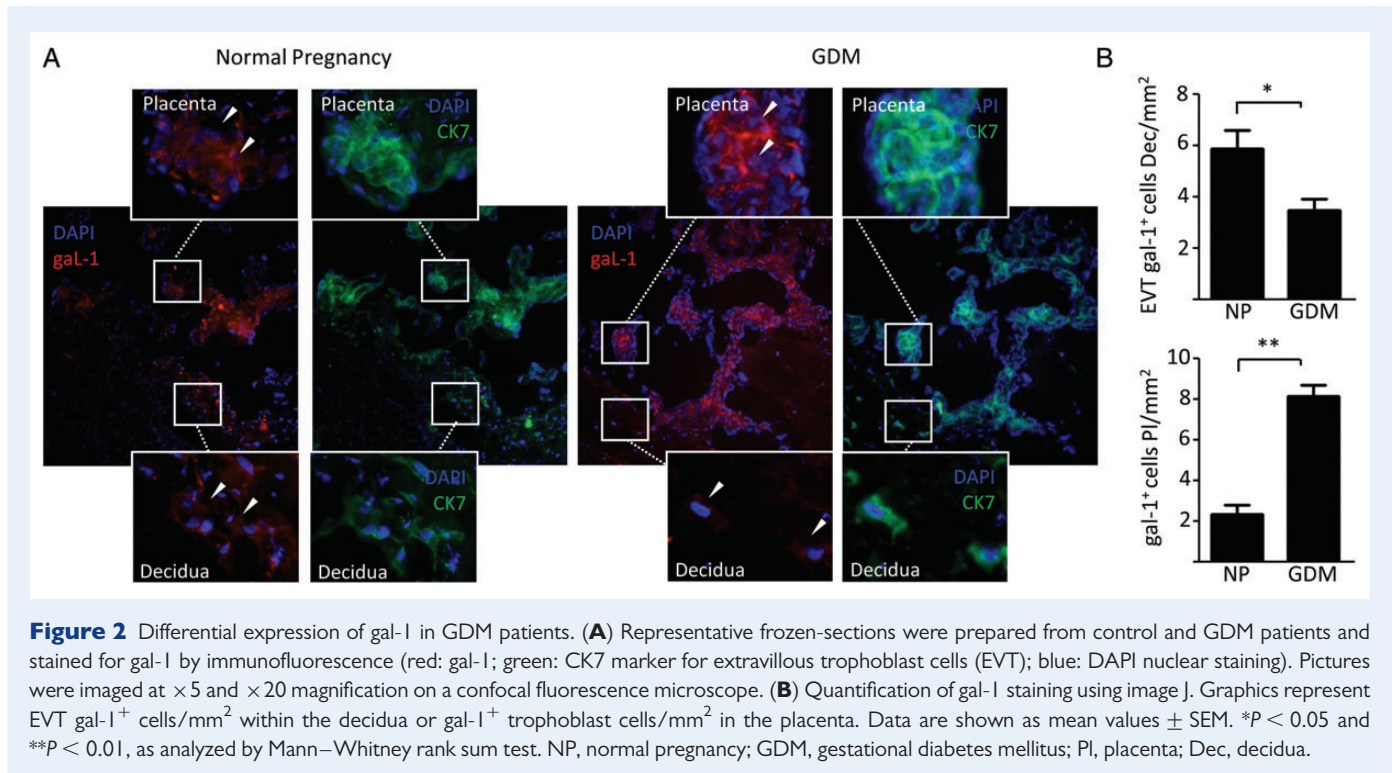 A
Normal Pregnancy
GDM
B
Placenta
Placenta
DAPI
CK7
Placenta
Placenta
DAPI
CK7
DAPI
gaL-1
DAPI
CK7
DAPI
gaL-1
DAPI
CK7
Decidua
DAPI
CK7
Decidua
Decidua
DAPI
CK7
Decidua
EVT gal-1⁺ cells Dec/mm²
8
6
4
2
*
NP
GDM
gal-1⁺ cells Pl/mm²
10
8
6
4
2
**
NP
GDM
Figure 2 Differential expression of gal-1 in GDM patients. (A) Representative frozen-sections were prepared from control and GDM patients and
stained for gal-1 by immunofluorescence (red: gal-1; green: CK7 marker for extravillous trophoblast cells (EVT); blue: DAPI nuclear staining). Pictures
were imaged at ×5 and ×20 magnification on a confocal fluorescence microscope. (B) Quantification of gal-1 staining using image J. Graphics represent
EVT gal-1⁺ cells/mm² within the decidua or gal-1⁺ trophoblast cells/mm² in the placenta. Data are shown as mean values ± SEM. *P < 0.05 and
**P < 0.01, as analyzed by Mann–Whitney rank sum test. NP, normal pregnancy; GDM, gestational diabetes mellitus; Pl, placenta; Dec, decidua.